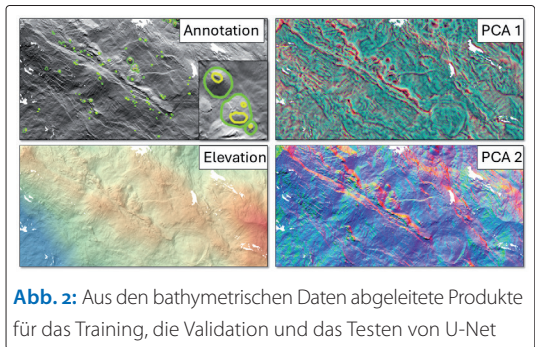 Annotation
PCA 1
Elevation
PCA 2
Abb. 2: Aus den bathymetrischen Daten abgeleitete Produkte
für das Training, die Validation und das Testen von U-Net